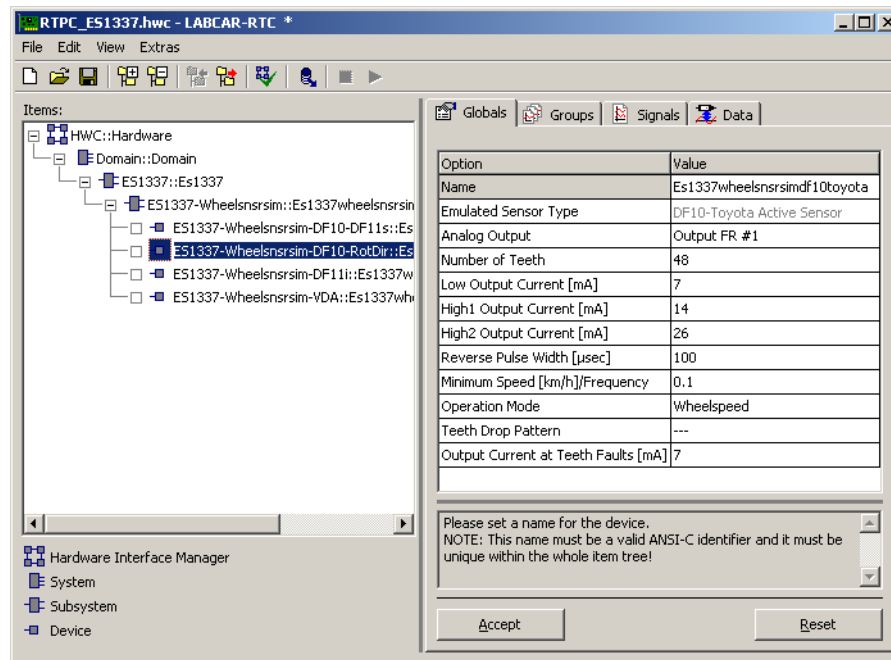 RTPC_ES1337.hwc - LABCAR-RTC *
File Edit View Extras
Items:
HWC::Hardware
Domain::Domain
ES1337::Es1337
ES1337-Wheelsnsrsim::Es1337wheelsnsrsin
ES1337-Wheelsnsrsim-DF10-DF11s::Es
ES1337-Wheelsnsrsim-DF10-RotDir::Es
ES1337-Wheelsnsrsim-DF11i::Es1337w
ES1337-Wheelsnsrsim-VDA::Es1337whe
Hardware Interface Manager
System
Subsystem
Device
Globals Groups Signals Data
Option Value
Name Es1337wheelsnsrsimdf10toyota
Emulated Sensor Type DF10-Toyota Active Sensor
Analog Output Output FR #1
Number of Teeth 48
Low Output Current [mA] 7
High1 Output Current [mA] 14
High2 Output Current [mA] 26
Reverse Pulse Width [µsec] 100
Minimum Speed [km/h]/Frequency 0.1
Operation Mode Wheelspeed
Teeth Drop Pattern ---
Output Current at Teeth Faults [mA] 7
Please set a name for the device.
NOTE: This name must be a valid ANSI-C identifier and it must be
unique within the whole item tree!
Accept Reset